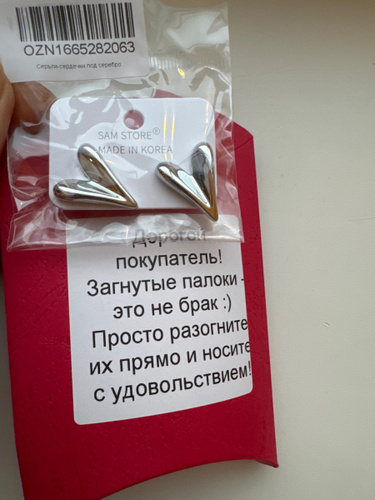 OZN1665282063
Серьги-сердечки под серебро
SAM STORE®
MADE IN KOREA
Дорогой
покупатель!
Загнутые палоки -
это не брак :)
Просто разогните
их прямо и носите
с удовольствием!